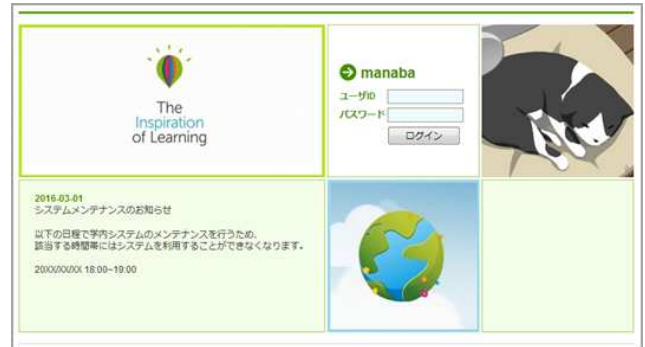 The
Inspiration
of Learning
manaba
ユーザID
パスワード
ログイン
2016-03-01
システムメンテナンスのお知らせ
以下の日程で学内システムのメンテナンスを行うため、
該当する時間帯にはシステムを利用することができなくなります。
20XX/XX/XX 18:00~19:00